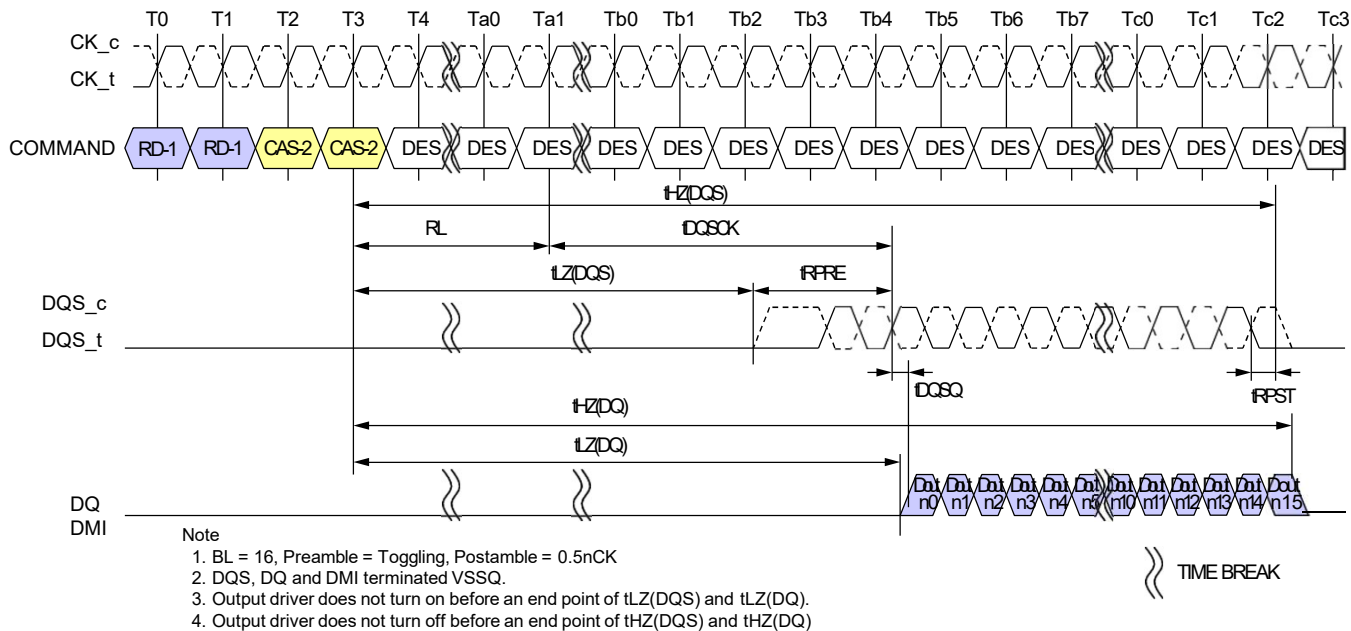 T0 T1 T2 T3 T4 Ta0 Ta1 Tb0 Tb1 Tb2 Tb3 Tb4 Tb5 Tb6 Tb7 Tc0 Tc1 Tc2 Tc3
CK_c
CK_t
COMMAND RD-1 RD-1 CAS-2 CAS-2 DES DES DES DES DES DES DES DES DES DES DES DES DES DES DES
tHZ(DQS)
RL tDQSCK
tLZ(DQS) tRPRE
DQS_c
DQS_t
tDQSQ tRPST
tHZ(DQ)
tLZ(DQ)
Dout Dout Dout Dout Dout Dout Dout Dout Dout Dout Dout Dout
n0 n1 n2 n3 n4 n5 n10 n11 n12 n13 n14 n15
DQ
DMI
Note
1. BL = 16, Preamble = Toggling, Postamble = 0.5nCK
2. DQS, DQ and DMI terminated VSSQ.
3. Output driver does not turn on before an end point of tLZ(DQS) and tLZ(DQ).
4. Output driver does not turn off before an end point of tHZ(DQS) and tHZ(DQ)
TIME BREAK